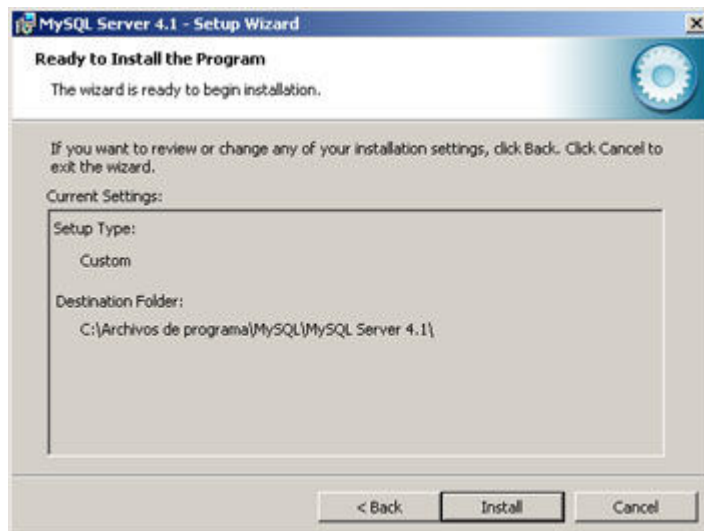 MySQL Server 4.1 - Setup Wizard
Ready to Install the Program
The wizard is ready to begin installation.
If you want to review or change any of your installation settings, click Back. Click Cancel to
exit the wizard.
Current Settings:
Setup Type:
Custom
Destination Folder:
C:\Archivos de programa\MySQL\MySQL Server 4.1\
< Back
Install
Cancel